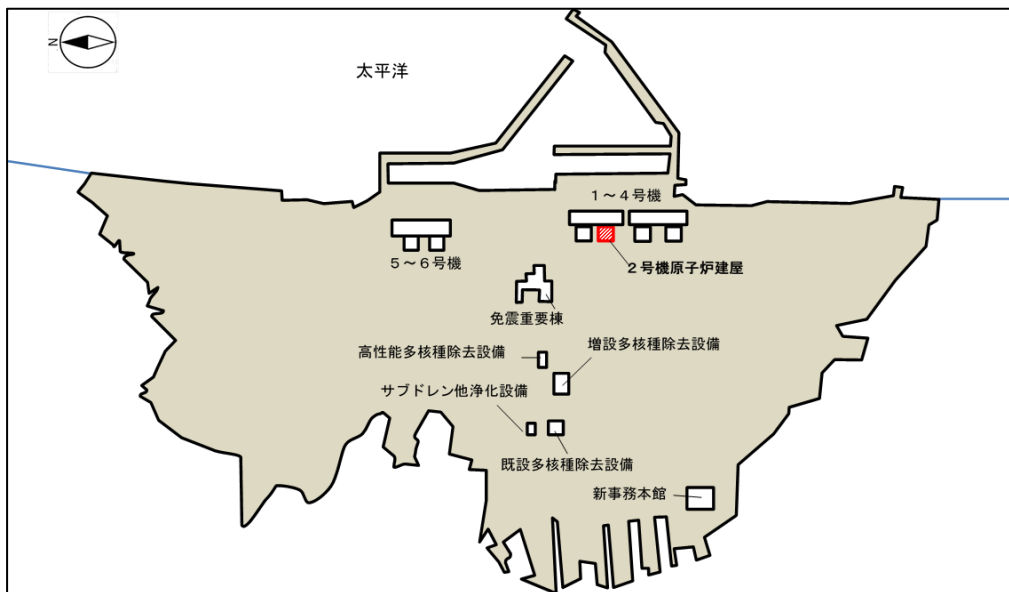 N
太平洋
１～４号機
５～６号機
２号機原子炉建屋
免震重要棟
高性能多核種除去設備
増設多核種除去設備
サブドレン他浄化設備
既設多核種除去設備
新事務本館